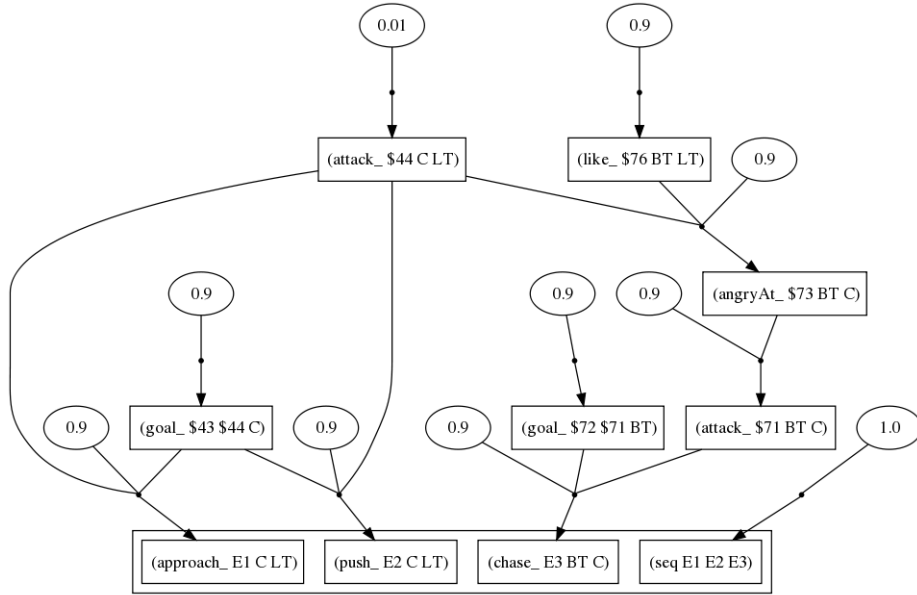 0.01
0.9
(attack_ $44 C LT)
(like_ $76 BT LT)
0.9
0.9
0.9
0.9
(angryAt_ $73 BT C)
0.9
(goal_ $43 $44 C)
0.9
0.9
(goal_ $72 $71 BT)
(attack_ $71 BT C)
1.0
(approach_ E1 C LT)
(push_ E2 C LT)
(chase_ E3 BT C)
(seq E1 E2 E3)